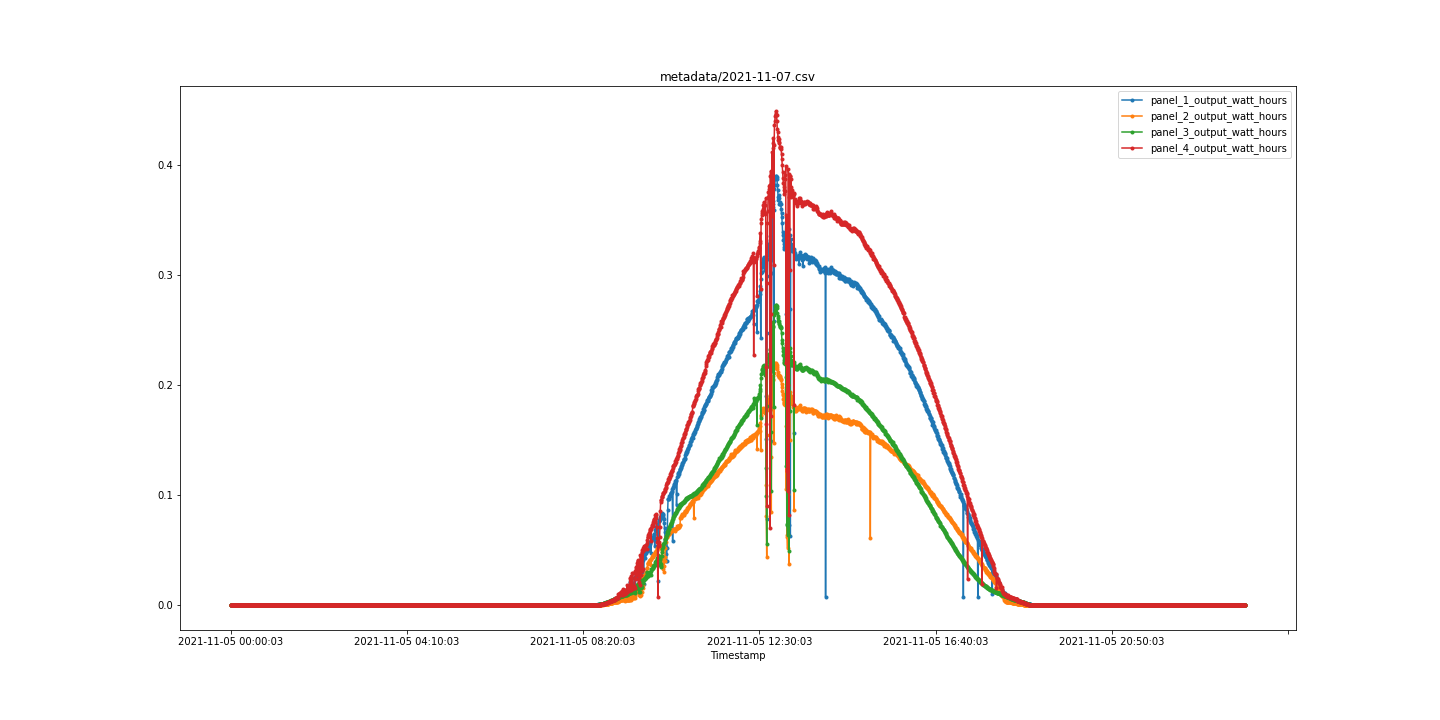 metadata/2021-11-07.csv
panel_1_output_watt_hours
panel_2_output_watt_hours
panel_3_output_watt_hours
panel_4_output_watt_hours
0.4
0.3
0.2
0.1
0.0
2021-11-05 00:00:03 2021-11-05 04:10:03 2021-11-05 08:20:03 2021-11-05 12:30:03 2021-11-05 16:40:03 2021-11-05 20:50:03
Timestamp